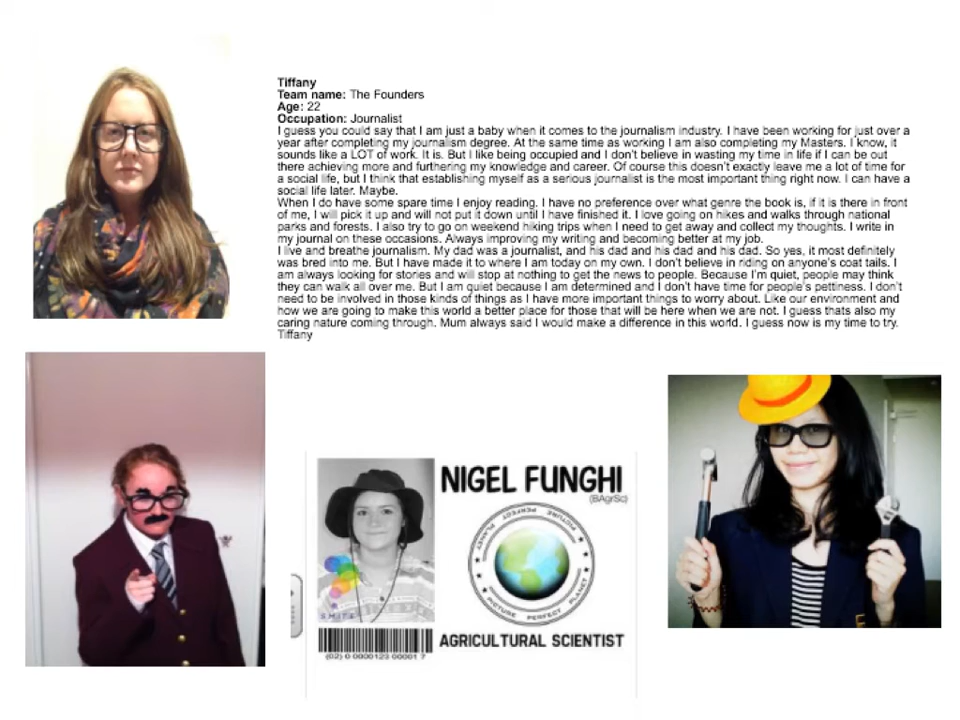 Tiffany
Team name: The Founders
Age: 22
Occupation: Journalist
I guess you could say that I am just a baby when it comes to the journalism industry. I have been working for just over a
year after completing my journalism degree. At the same time as working I am also completing my Masters. I know, it
sounds like a LOT of work. It is. But I like being occupied and I don't believe in wasting my time in life if I can be out
there achieving more and furthering my knowledge and career. Of course this doesn't exactly leave me a lot of time for
a social life, but I think that establishing myself as a serious journalist is the most important thing right now. I can have a
social life later. Maybe.
When I do have some spare time I enjoy reading. I have no preference over what genre the book is, if it is there in front
of me, I will pick it up and will not put it down until I have finished it. I love going on hikes and walks through national
parks and forests. I also try to go on weekend hiking trips when I need to get away and collect my thoughts. I write in
my journal on these occasions. Always improving my writing and becoming better at my job.
I live and breathe journalism. My dad was a journalist, and his dad and his dad and his dad. So yes, it most definitely
was bred into me. But I have made it to where I am today on my own. I don't believe in riding on anyone's coat tails. I
am always looking for stories and will stop at nothing to get the news to people. Because I'm quiet, people may think
they can walk all over me. But I am quiet because I am determined and I don't have time for people's pettiness. I don't
need to be involved in those kinds of things as I have more important things to worry about. Like our environment and
how we are going to make this world a better place for those that will be here when we are not. I guess thats also my
caring nature coming through. Mum always said I would make a difference in this world. I guess now is my time to try.
Tiffany
NIGEL FUNGHI
(BAgrSc)
PICTURE PERFECT PLANET
PICTURE PERFECT PLANET
SMITE
AGRICULTURAL SCIENTIST
(02) 0 0000123 00001 7